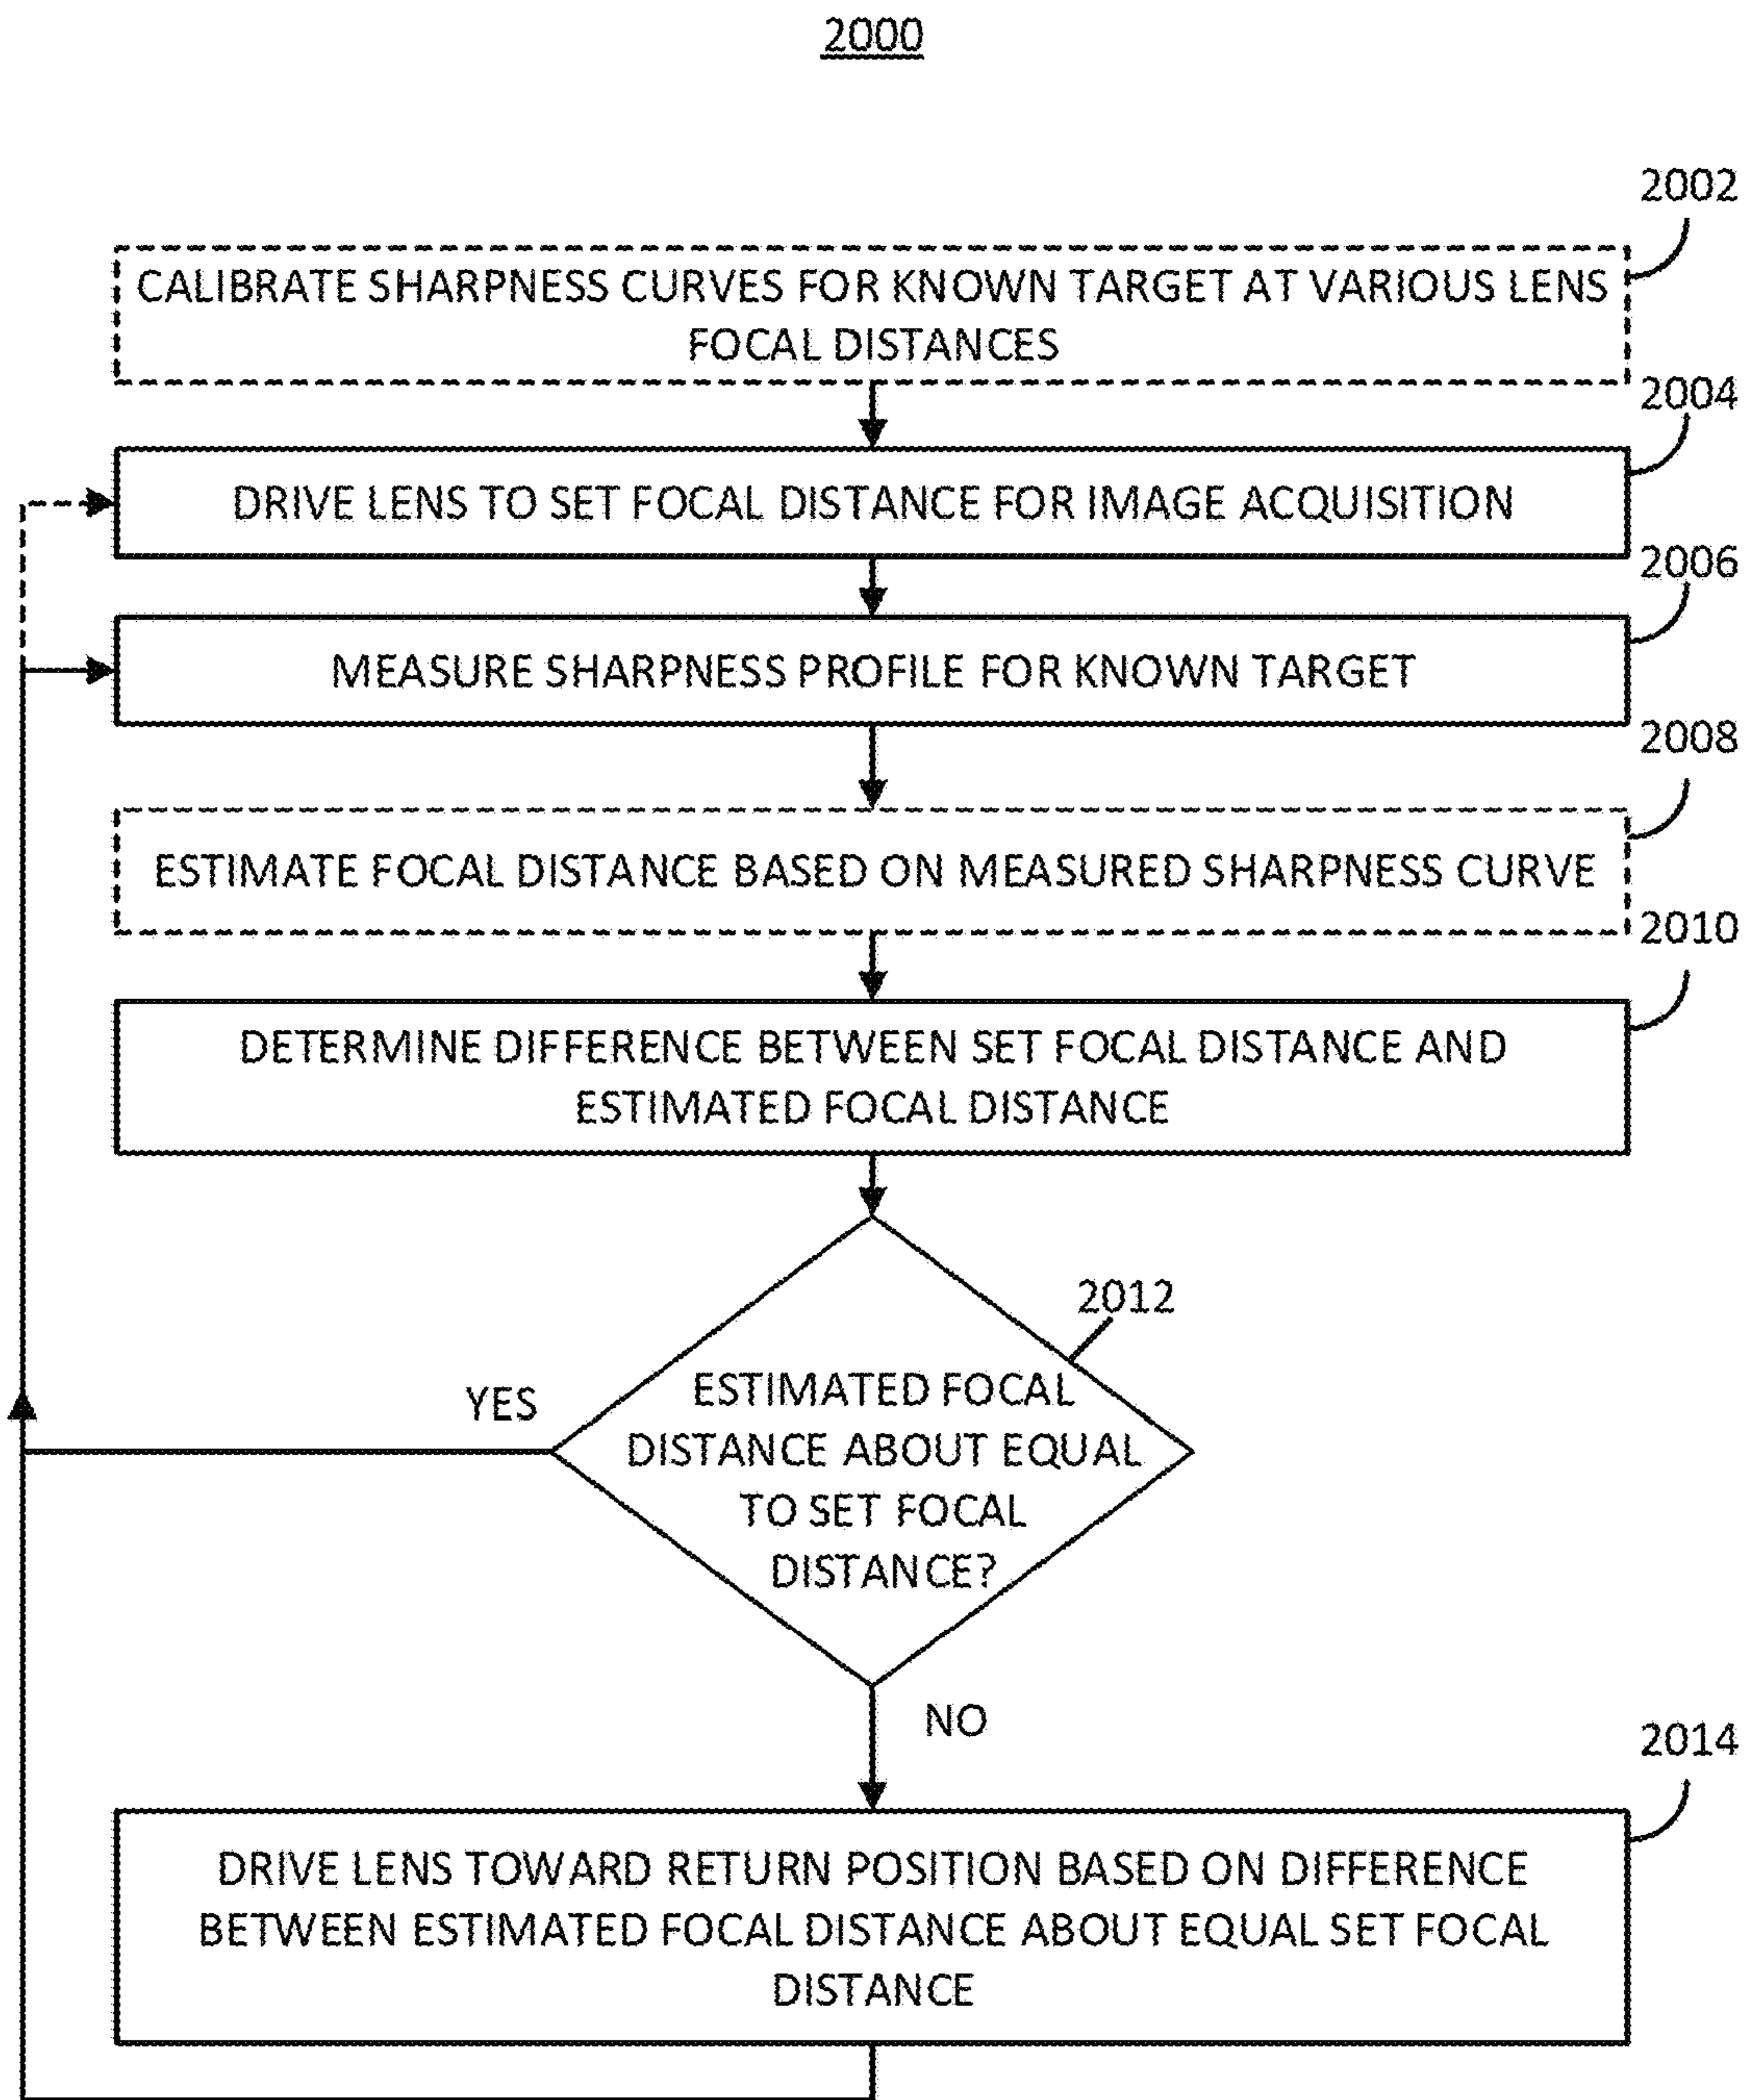 2000
2002
CALIBRATE SHARPNESS CURVES FOR KNOWN TARGET AT VARIOUS LENS
FOCAL DISTANCES
2004
DRIVE LENS TO SET FOCAL DISTANCE FOR IMAGE ACQUISITION
2006
MEASURE SHARPNESS PROFILE FOR KNOWN TARGET
2008
ESTIMATE FOCAL DISTANCE BASED ON MEASURED SHARPNESS CURVE
2010
DETERMINE DIFFERENCE BETWEEN SET FOCAL DISTANCE AND
ESTIMATED FOCAL DISTANCE
2012
YES
ESTIMATED FOCAL
DISTANCE ABOUT EQUAL
TO SET FOCAL
DISTANCE?
NO
2014
DRIVE LENS TOWARD RETURN POSITION BASED ON DIFFERENCE
BETWEEN ESTIMATED FOCAL DISTANCE ABOUT EQUAL SET FOCAL
DISTANCE